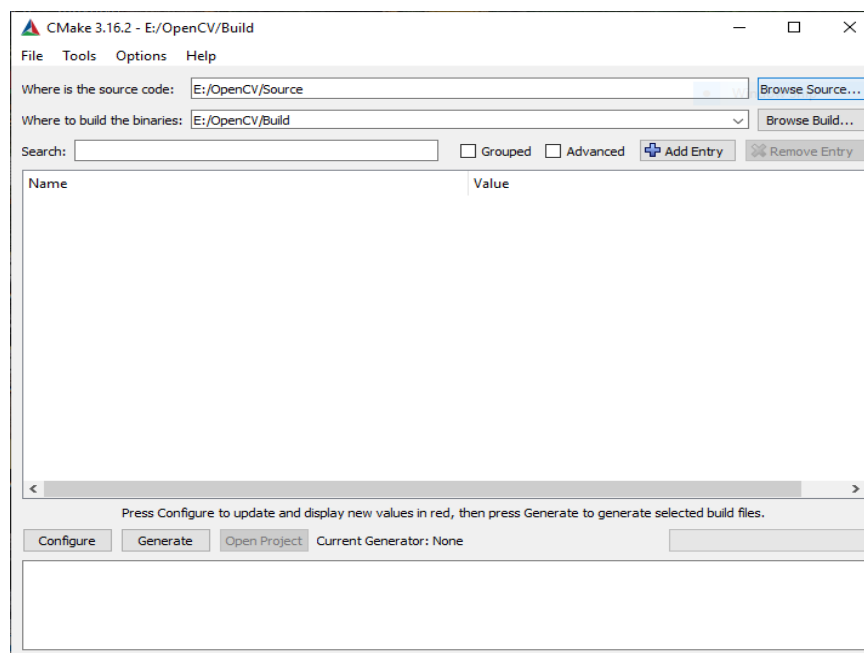 CMake 3.16.2 - E:/OpenCV/Build
File Tools Options Help
Where is the source code: E:/OpenCV/Source Browse Source...
Where to build the binaries: E:/OpenCV/Build Browse Build...
Search: Grouped Advanced Add Entry Remove Entry
Name Value
Press Configure to update and display new values in red, then press Generate to generate selected build files.
Configure Generate Open Project Current Generator: None